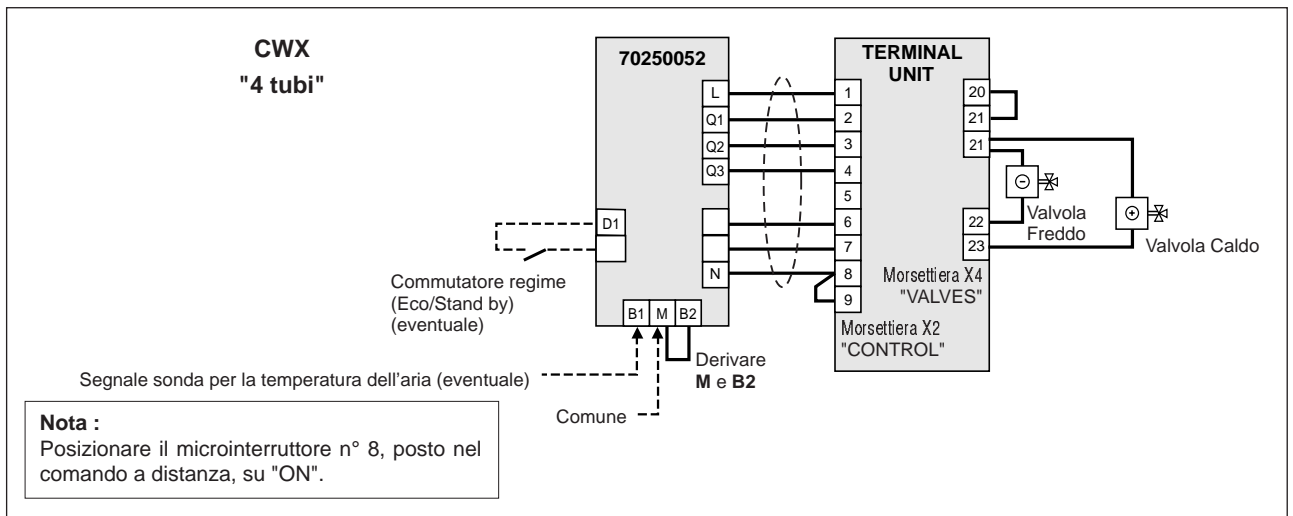 CWX
"4 tubi"
70250052
L
Q1
Q2
Q3
N
D1
B1 M B2
TERMINAL
UNIT
1
2
3
4
5
6
7
8
9
20
21
21
22
23
Valvola
Freddo
Valvola Caldo
Morsettiera X4
"VALVES"
Morsettiera X2
"CONTROL"
Commutatore regime
(Eco/Stand by)
(eventuale)
Derivare
M e B2
Segnale sonda per la temperatura dell'aria (eventuale)
Comune
Nota :
Posizionare il microinterruttore n° 8, posto nel
comando a distanza, su "ON".